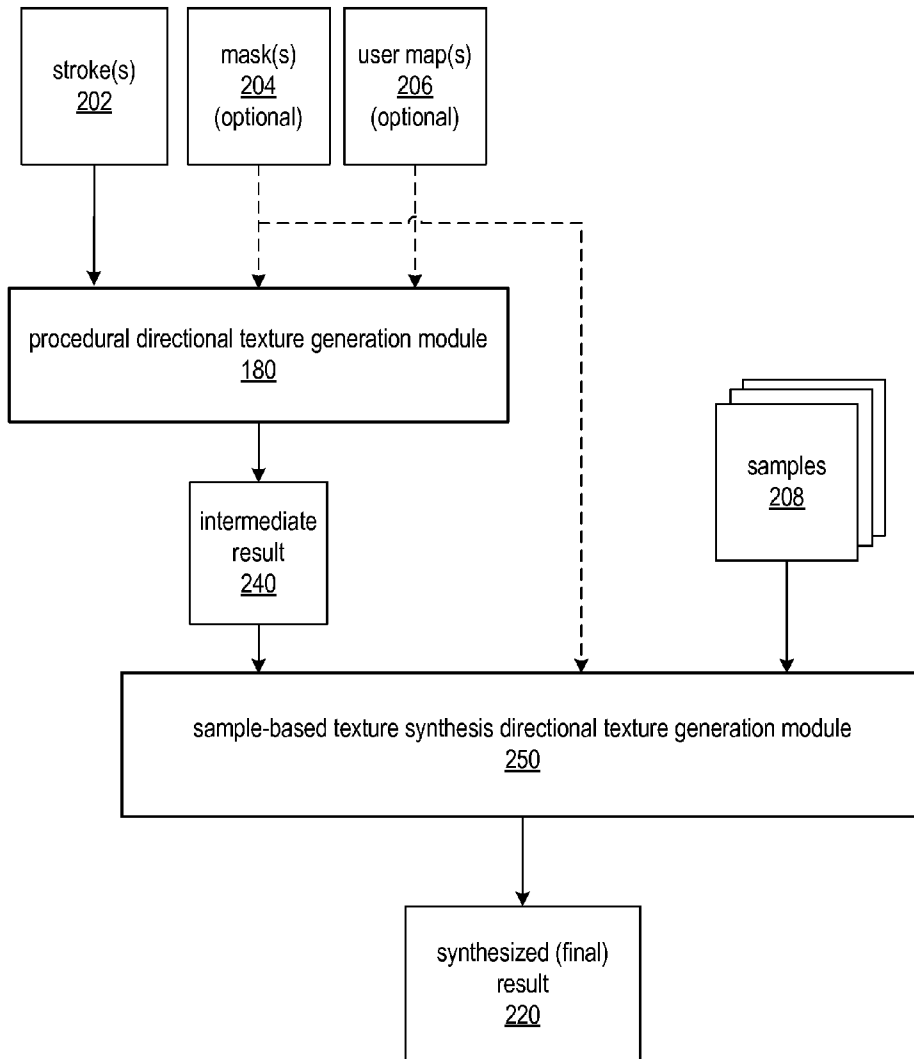 stroke(s)
202
mask(s)
204
(optional)
user map(s)
206
(optional)
procedural directional texture generation module
180
intermediate
result
240
samples
208
sample-based texture synthesis directional texture generation module
250
synthesized (final)
result
220